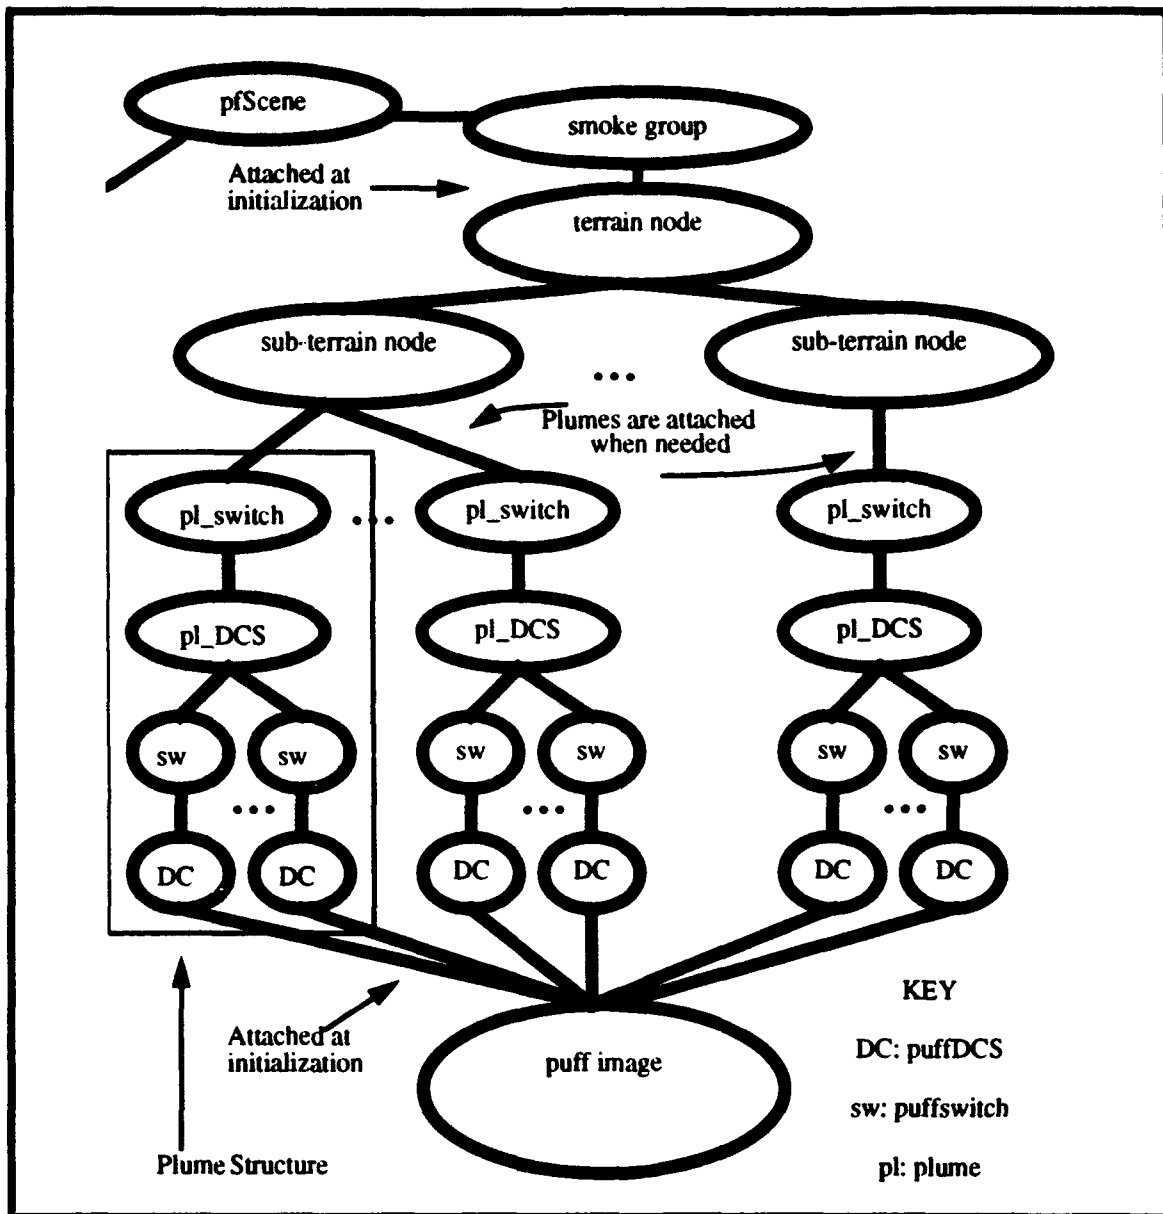 pfScene
smoke group
Attached at
initialization
terrain node
sub-terrain node
sub-terrain node
...
Plumes are attached
when needed
pl_switch
...
pl_switch
pl_switch
pl_DCS
pl_DCS
pl_DCS
sw
sw
sw
sw
sw
sw
...
...
...
DC
DC
DC
DC
DC
DC
KEY
Attached at
initialization
puff image
DC: puffDCS
sw: puffswitch
Plume Structure
pl: plume